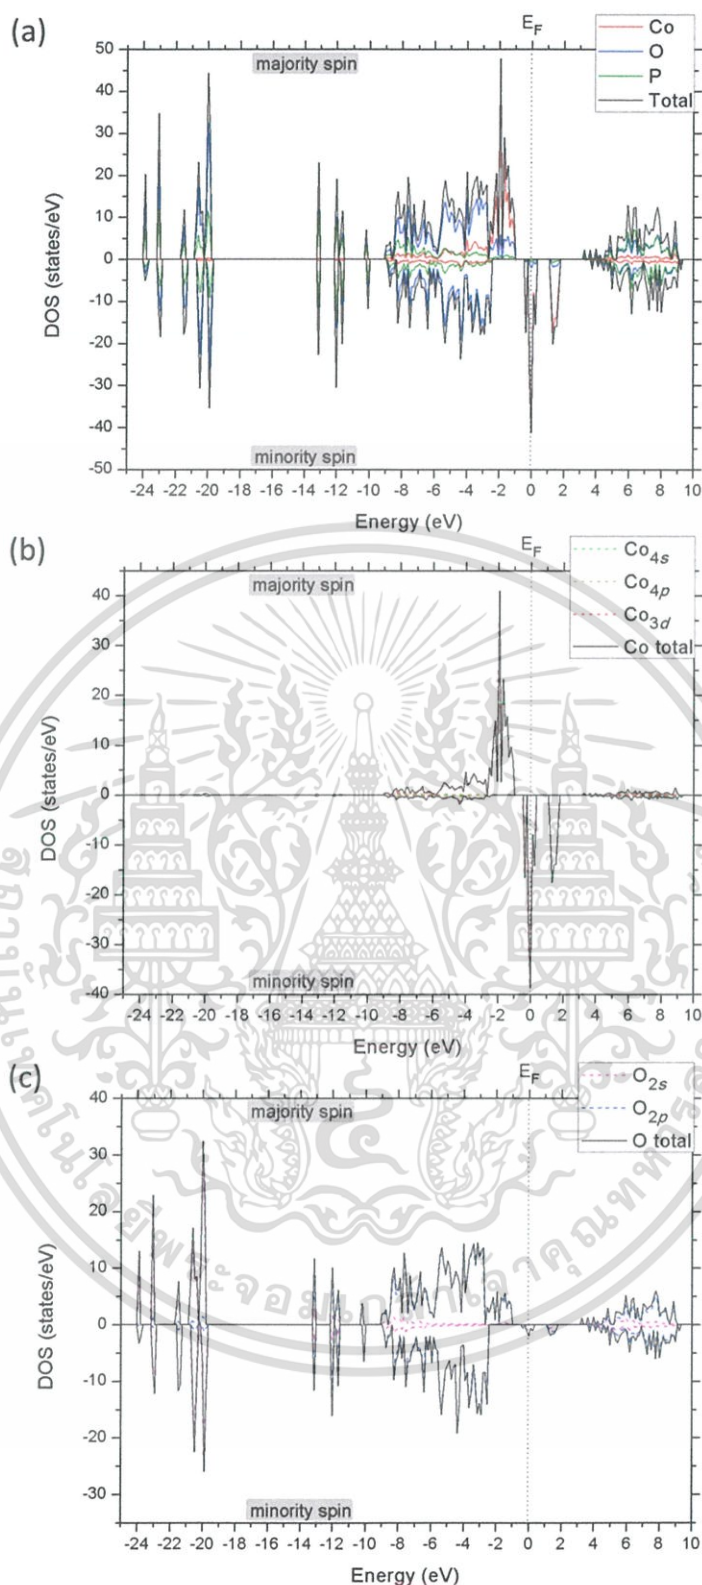 (a)
E_F
Co
O
P
Total
majority spin
50
40
30
20
10
0
-10
-20
-30
-40
-50
DOS (states/eV)
minority spin
-24 -22 -20 -18 -16 -14 -12 -10 -8 -6 -4 -2 0 2 4 6 8 10
Energy (eV)
(b)
E_F
Co4s
Co4p
Co3d
Co total
majority spin
40
30
20
10
0
-10
-20
-30
-40
DOS (states/eV)
minority spin
-24 -22 -20 -18 -16 -14 -12 -10 -8 -6 -4 -2 0 2 4 6 8 10
Energy (eV)
(c)
E_F
O2s
O2p
O total
majority spin
40
30
20
10
0
-10
-20
-30
DOS (states/eV)
minority spin
-24 -22 -20 -18 -16 -14 -12 -10 -8 -6 -4 -2 0 2 4 6 8 10
Energy (eV)